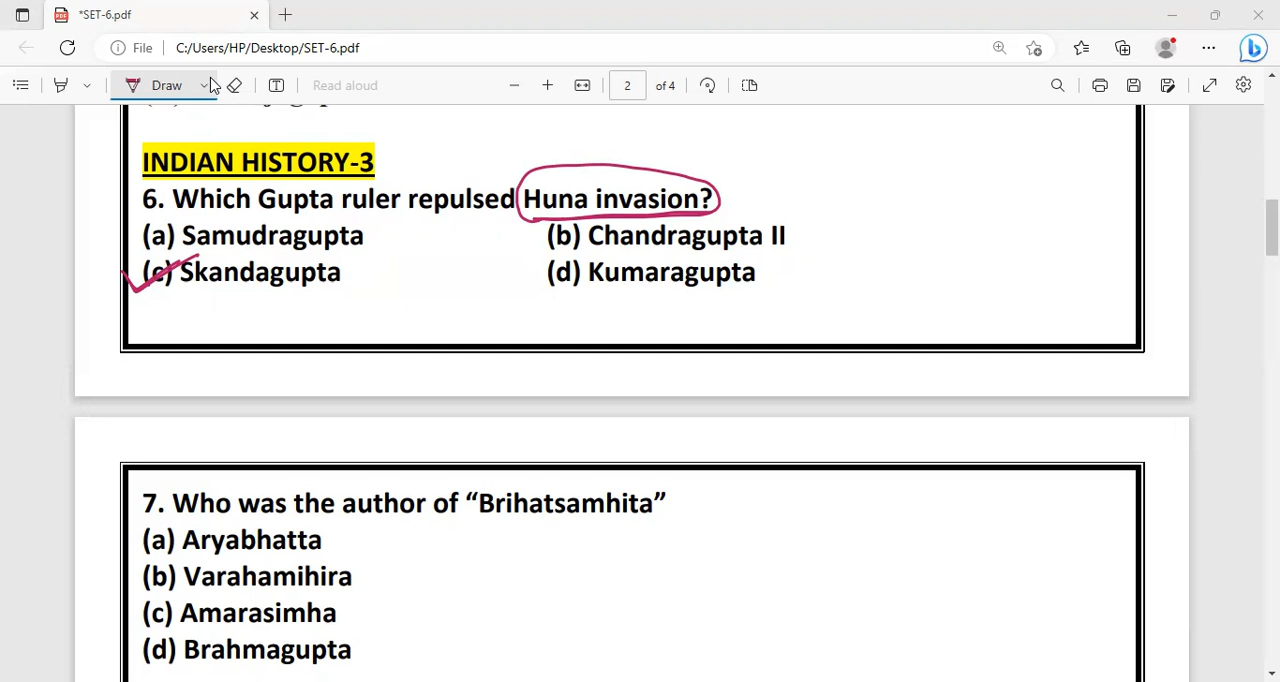 *SET-6.pdf
File C:/Users/HP/Desktop/SET-6.pdf
Draw Read aloud 2 of 4
INDIAN HISTORY-3
6. Which Gupta ruler repulsed Huna invasion?
(a) Samudragupta (b) Chandragupta II
(c) Skandagupta (d) Kumaragupta
7. Who was the author of “Brihatsamhita”
(a) Aryabhatta
(b) Varahamihira
(c) Amarasimha
(d) Brahmagupta